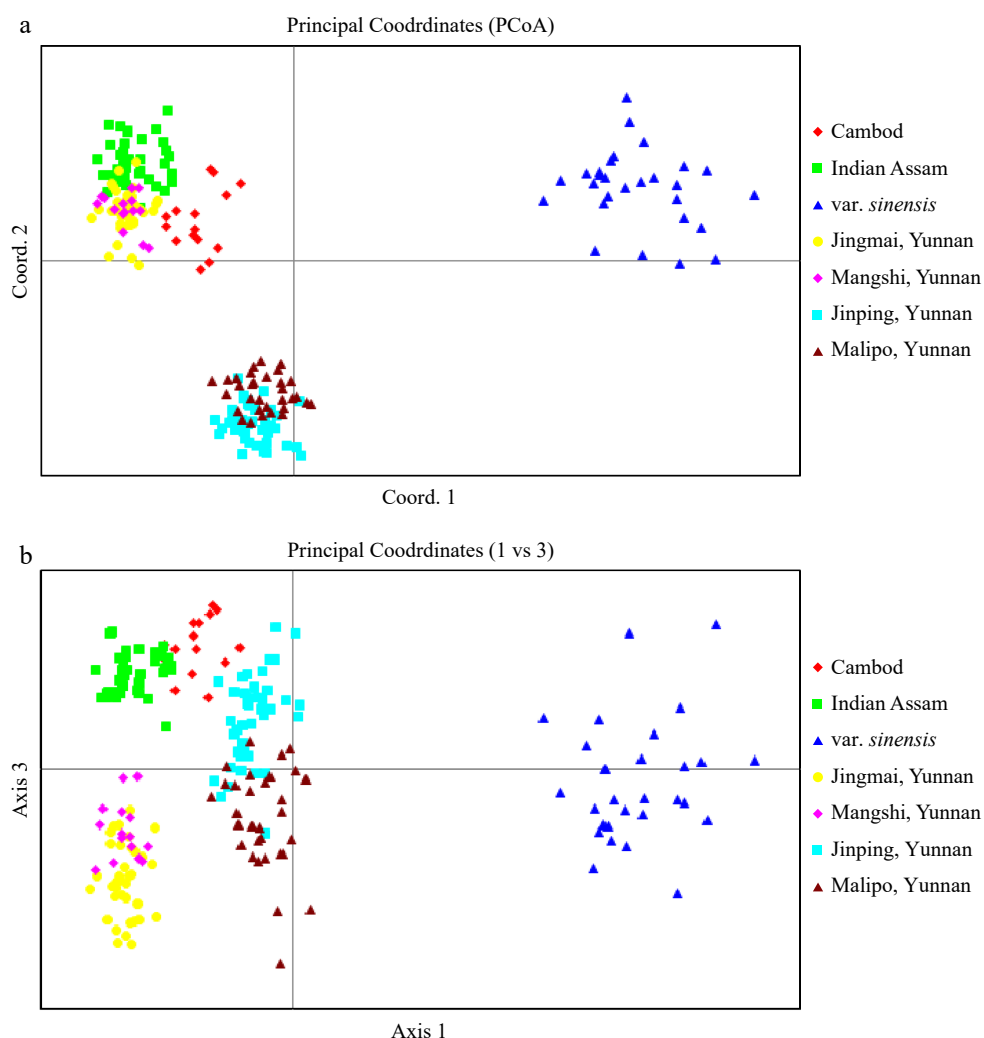 a
Principal Coodrdinates (PCoA)
Coord. 2
Coord. 1
Cambod
Indian Assam
var. sinensis
Jingmai, Yunnan
Mangshi, Yunnan
Jinping, Yunnan
Malipo, Yunnan
b
Principal Coodrdinates (1 vs 3)
Axis 3
Axis 1
Cambod
Indian Assam
var. sinensis
Jingmai, Yunnan
Mangshi, Yunnan
Jinping, Yunnan
Malipo, Yunnan